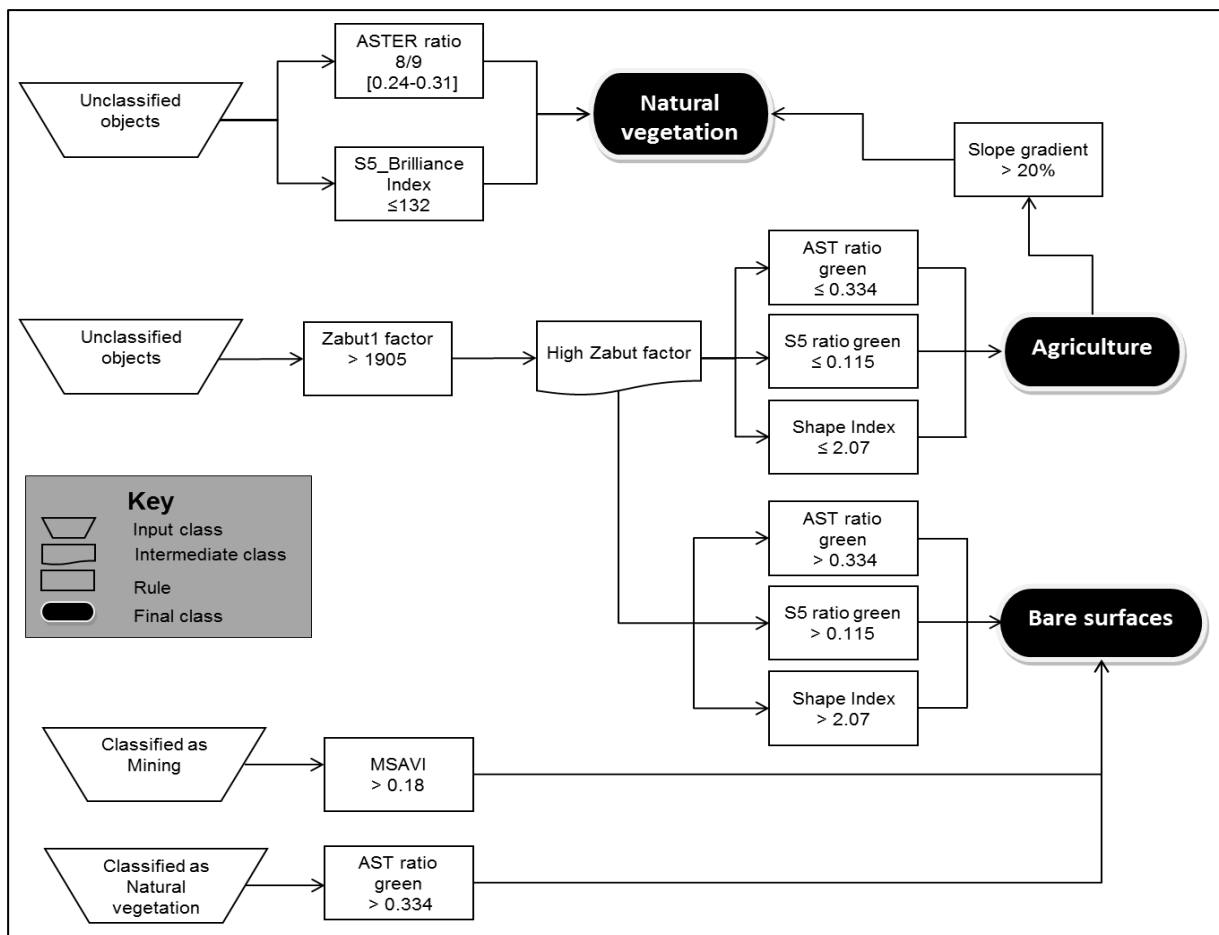 Unclassified
objects
ASTER ratio
8/9
[0.24-0.31]
S5_Brilliance
Index
≤132
Natural
vegetation
Slope gradient
> 20%
Unclassified
objects
Zabut1 factor
> 1905
High Zabut factor
AST ratio
green
≤ 0.334
S5 ratio green
≤ 0.115
Shape Index
≤ 2.07
Agriculture
Key
Input class
Intermediate class
Rule
Final class
AST ratio
green
> 0.334
S5 ratio green
> 0.115
Shape Index
> 2.07
Bare surfaces
Classified as
Mining
MSAVI
> 0.18
Classified as
Natural
vegetation
AST ratio
green
> 0.334